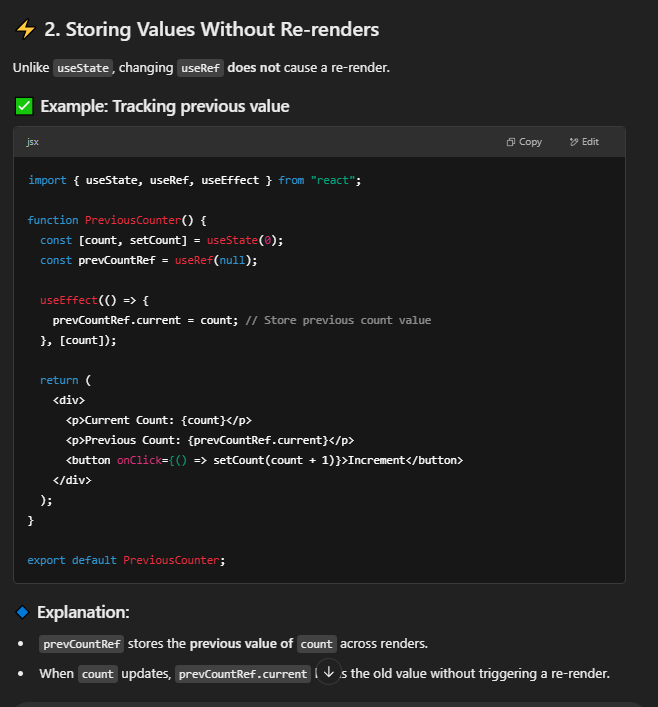 ⚡ 2. Storing Values Without Re-renders
Unlike useState, changing useRef does not cause a re-render.
✅ Example: Tracking previous value
jsx Copy Edit
import { useState, useRef, useEffect } from "react";
function PreviousCounter() {
const [count, setCount] = useState(0);
const prevCountRef = useRef(null);
useEffect(() => {
prevCountRef.current = count; // Store previous count value
}, [count]);
return (
<div>
<p>Current Count: {count}</p>
<p>Previous Count: {prevCountRef.current}</p>
<button onClick={() => setCount(count + 1)}>Increment</button>
</div>
);
}
export default PreviousCounter;
🔹 Explanation:
• prevCountRef stores the previous value of count across renders.
• When count updates, prevCountRef.current the old value without triggering a re-render.